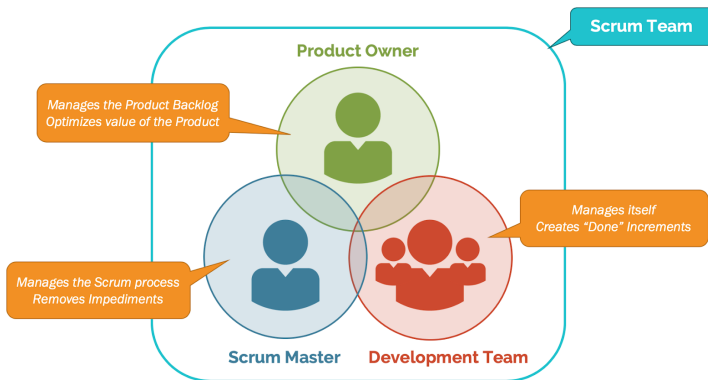 Scrum Team
Product Owner
Manages the Product Backlog
Optimizes value of the Product
Manages itself
Creates “Done” Increments
Manages the Scrum process
Removes Impediments
Scrum Master
Development Team